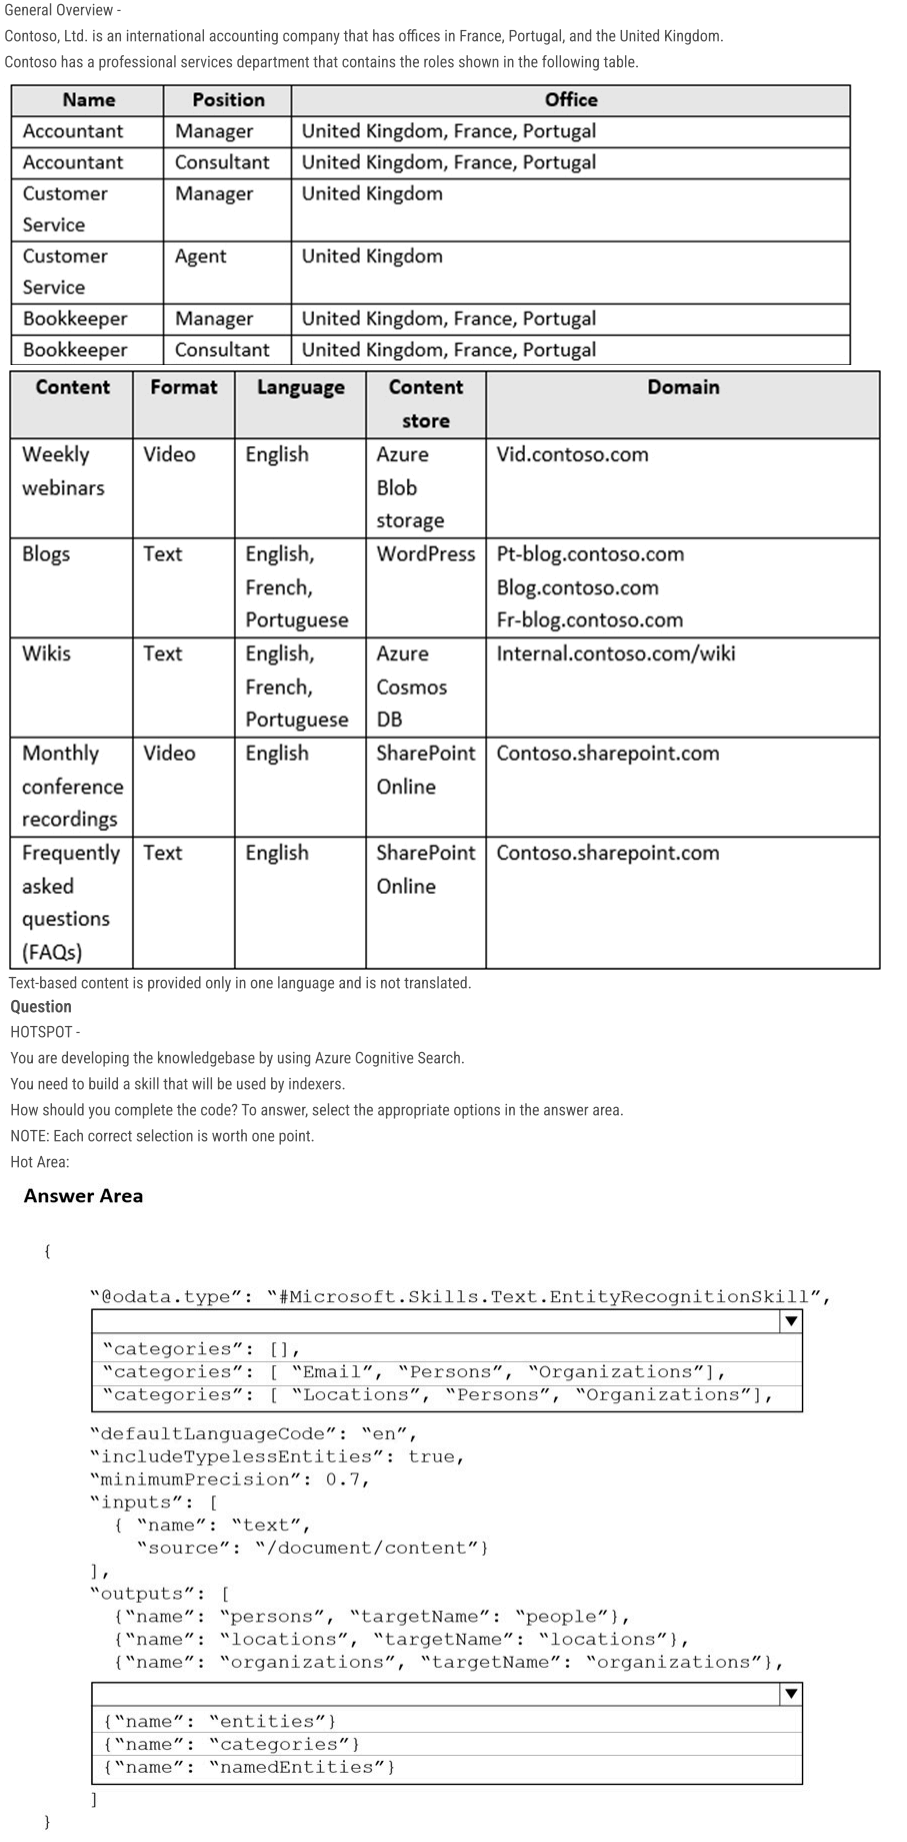 General Overview -
Contoso, Ltd. is an international accounting company that has offices in France, Portugal, and the United Kingdom.
Contoso has a professional services department that contains the roles shown in the following table.
Name Position Office
Accountant Manager United Kingdom, France, Portugal
Accountant Consultant United Kingdom, France, Portugal
Customer Manager United Kingdom
Service
Customer Agent United Kingdom
Service
Bookkeeper Manager United Kingdom, France, Portugal
Bookkeeper Consultant United Kingdom, France, Portugal
Content Format Language Content Domain
store
Weekly Video English Azure Vid.contoso.com
webinars Blob
storage
Blogs Text English, WordPress Pt-blog.contoso.com
French, Blog.contoso.com
Portuguese Fr-blog.contoso.com
Wikis Text English, Azure Internal.contoso.com/wiki
French, Cosmos
Portuguese DB
Monthly Video English SharePoint Contoso.sharepoint.com
conference Online
recordings
Frequently Text English SharePoint Contoso.sharepoint.com
asked Online
questions
(FAQs)
Text-based content is provided only in one language and is not translated.
Question
HOTSPOT -
You are developing the knowledgebase by using Azure Cognitive Search.
You need to build a skill that will be used by indexers.
How should you complete the code? To answer, select the appropriate options in the answer area.
NOTE: Each correct selection is worth one point.
Hot Area:
Answer Area
{
“@odata.type”: “#Microsoft.Skills.Text.EntityRecognitionSkill”,
“categories”: [],
“categories”: [ “Email”, “Persons”, “Organizations”],
“categories”: [ “Locations”, “Persons”, “Organizations”],
“defaultLanguageCode”: “en”,
“includeTypelessEntities”: true,
“minimumPrecision”: 0.7,
“inputs”: [
{ “name”: “text”,
“source”: “/document/content”}
],
“outputs”: [
{“name”: “persons”, “targetName”: “people”},
{“name”: “locations”, “targetName”: “locations”},
{“name”: “organizations”, “targetName”: “organizations”},
{“name”: “entities”}
{“name”: “categories”}
{“name”: “namedEntities”}
]
}